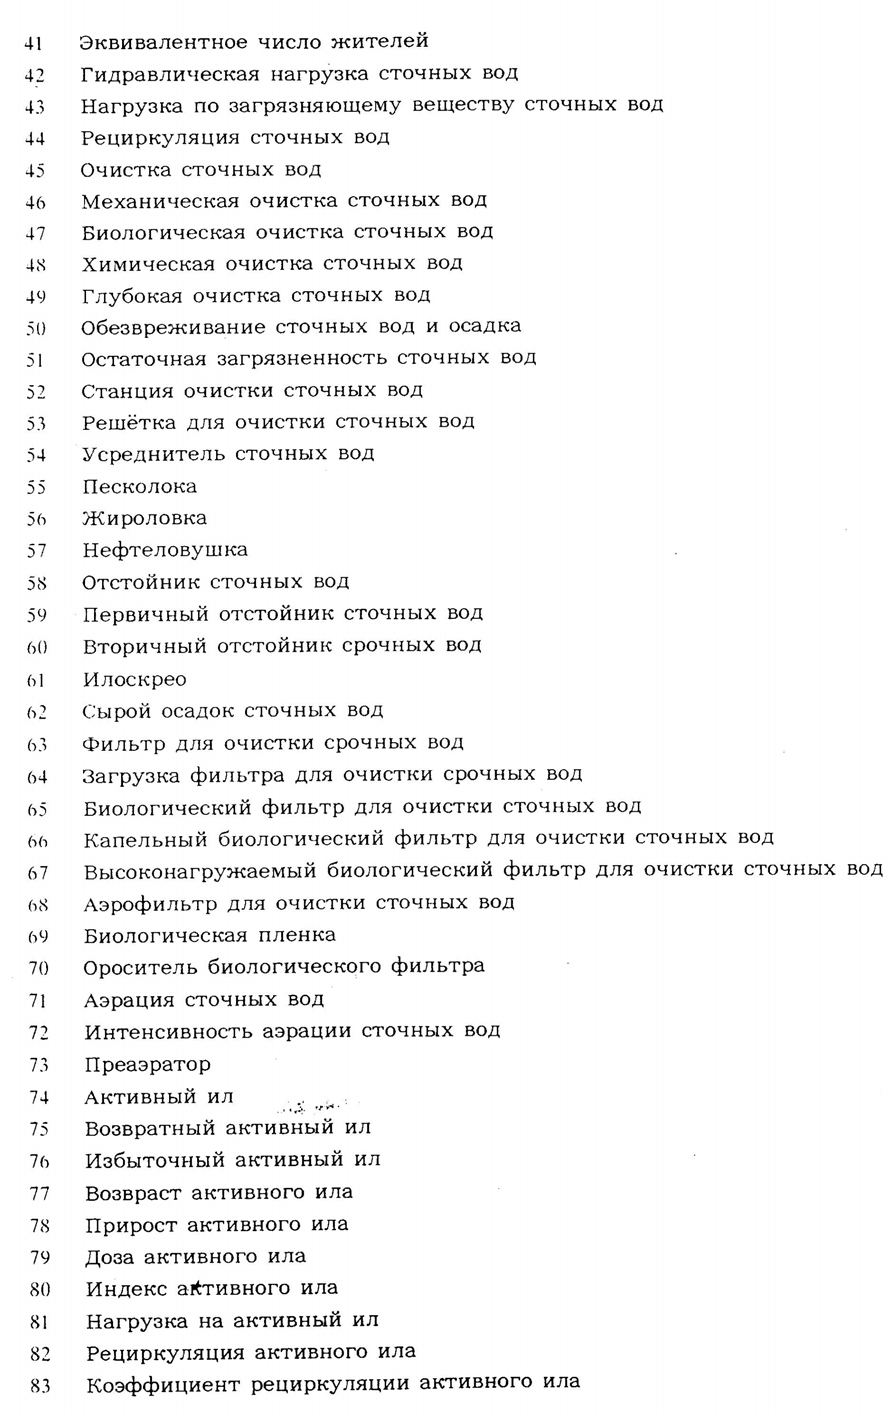 41 Эквивалентное число жителей
42 Гидравлическая нагрузка сточных вод
43 Нагрузка по загрязняющему веществу сточных вод
44 Рециркуляция сточных вод
45 Очистка сточных вод
46 Механическая очистка сточных вод
47 Биологическая очистка сточных вод
48 Химическая очистка сточных вод
49 Глубокая очистка сточных вод
50 Обезвреживание сточных вод и осадка
51 Остаточная загрязненность сточных вод
52 Станция очистки сточных вод
53 Решётка для очистки сточных вод
54 Усреднитель сточных вод
55 Песколока
56 Жироловка
57 Нефтеловушка
58 Отстойник сточных вод
59 Первичный отстойник сточных вод
60 Вторичный отстойник срочных вод
61 Илоскрео
62 Сырой осадок сточных вод
63 Фильтр для очистки срочных вод
64 Загрузка фильтра для очистки срочных вод
65 Биологический фильтр для очистки сточных вод
66 Капельный биологический фильтр для очистки сточных вод
67 Высоконагружаемый биологический фильтр для очистки сточных вод
68 Аэрофильтр для очистки сточных вод
69 Биологическая пленка
70 Ороситель биологического фильтра
71 Аэрация сточных вод
72 Интенсивность аэрации сточных вод
73 Преаэратор
74 Активный ил
75 Возвратный активный ил
76 Избыточный активный ил
77 Возвраст активного ила
78 Прирост активного ила
79 Доза активного ила
80 Индекс активного ила
81 Нагрузка на активный ил
82 Рециркуляция активного ила
83 Коэффициент рециркуляции активного ила